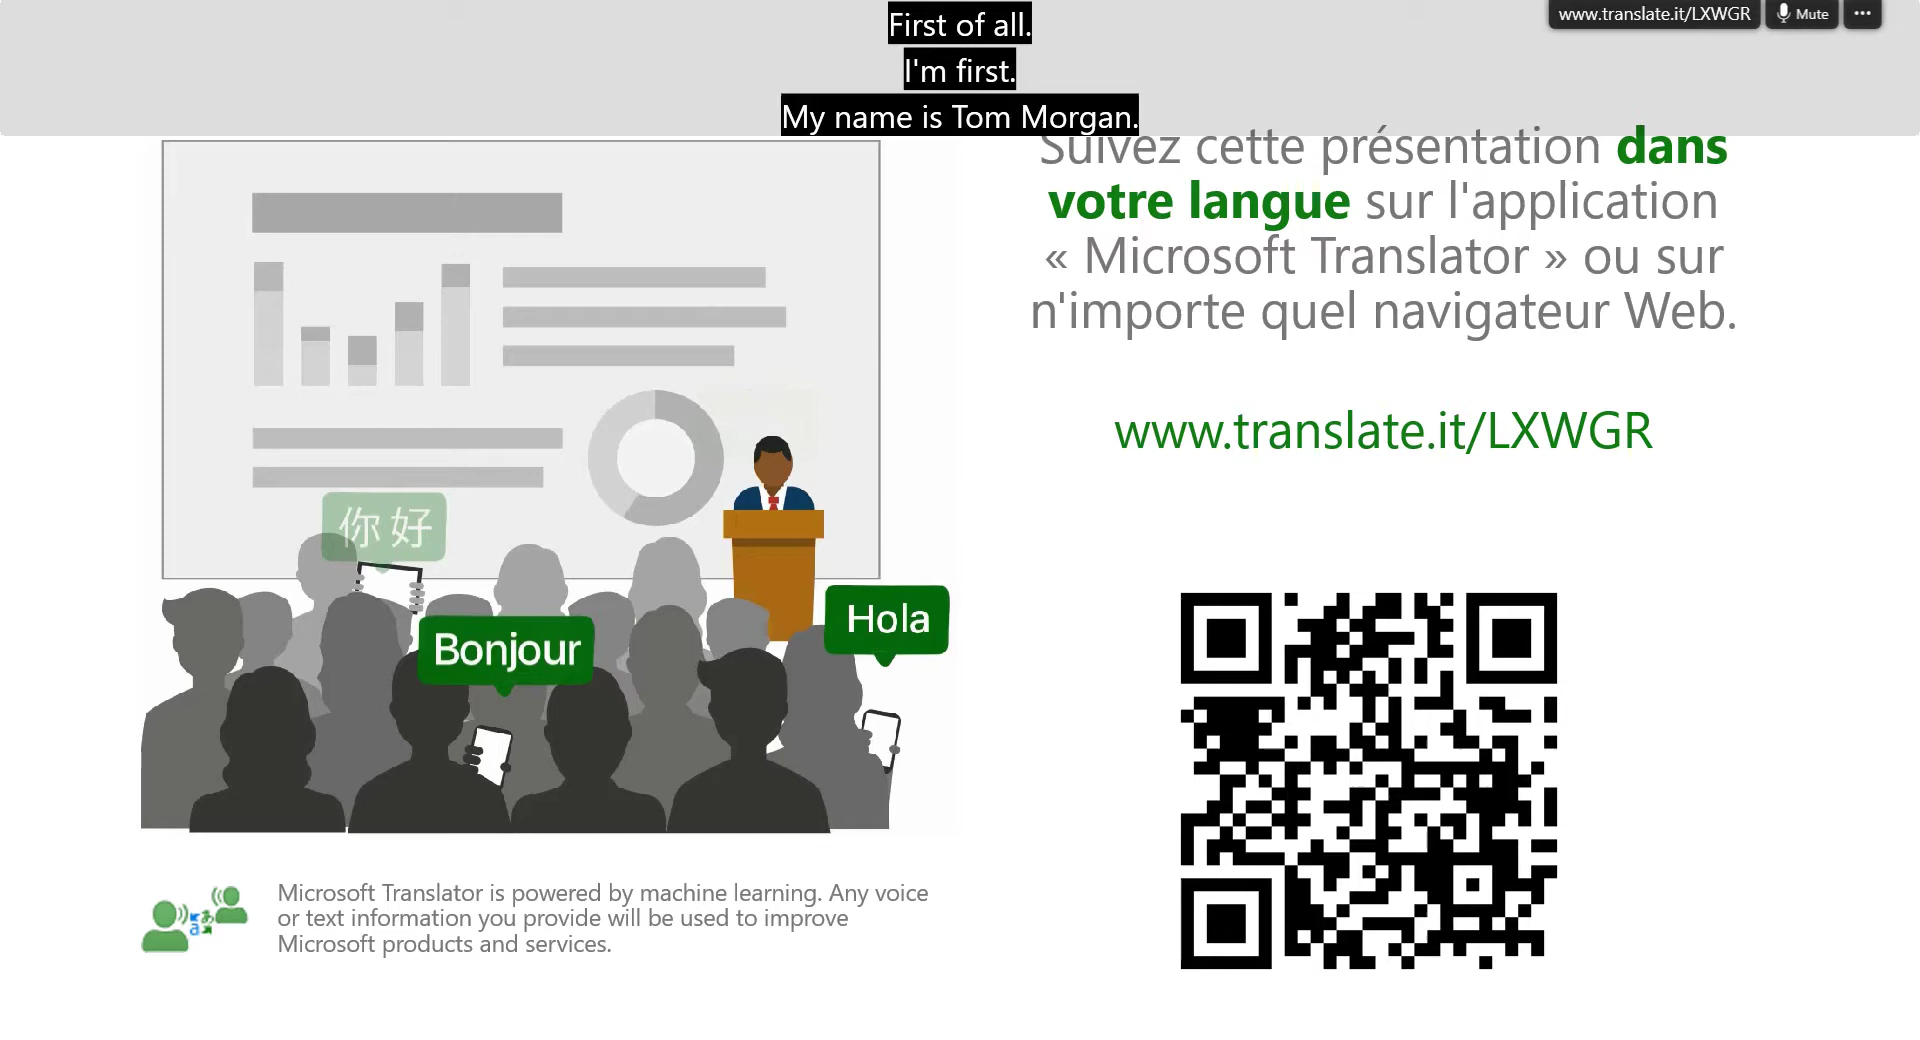 First of all.
I'm first.
My name is Tom Morgan.
www.translate.it/LXWGR
Mute
Suivez cette présentation dans
votre langue sur l'application
« Microsoft Translator » ou sur
n'importe quel navigateur Web.
www.translate.it/LXWGR
你好
Bonjour
Hola
Microsoft Translator is powered by machine learning. Any voice
or text information you provide will be used to improve
Microsoft products and services.